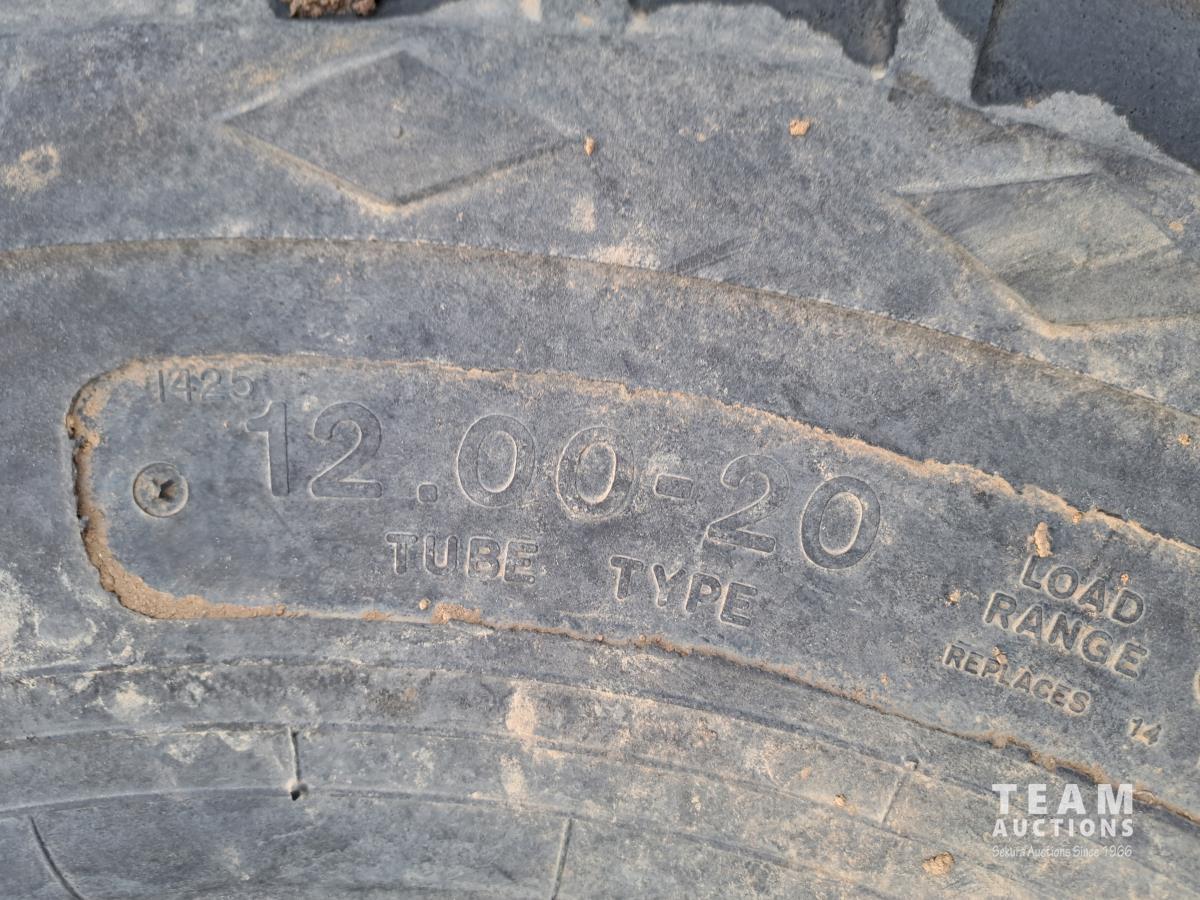 1425
12.00-20
TUBE TYPE
LOAD
RANGE
REPLACES 14
TEAM
AUCTIONS
Sekura Auctions Since 1966